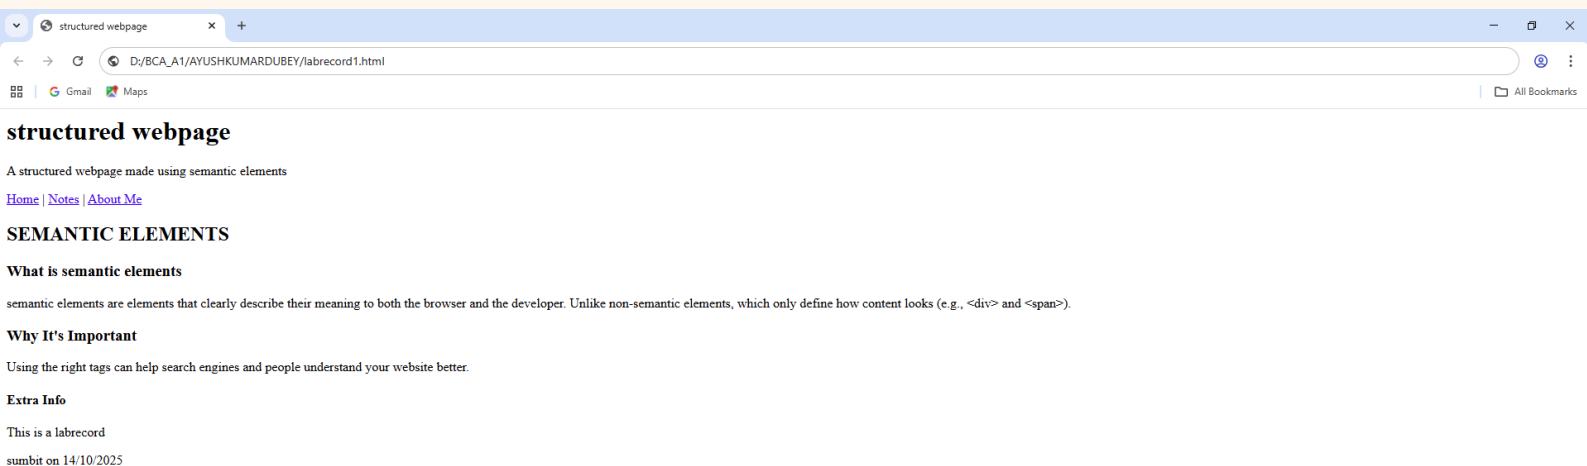 structured webpage
D:/BCA_A1/AYUSHKUMARDUBEY/labrecord1.html
Gmail Maps All Bookmarks
structured webpage
A structured webpage made using semantic elements
Home | Notes | About Me
SEMANTIC ELEMENTS
What is semantic elements
semantic elements are elements that clearly describe their meaning to both the browser and the developer. Unlike non-semantic elements, which only define how content looks (e.g., <div> and <span>).
Why It's Important
Using the right tags can help search engines and people understand your website better.
Extra Info
This is a labrecord
sumbit on 14/10/2025